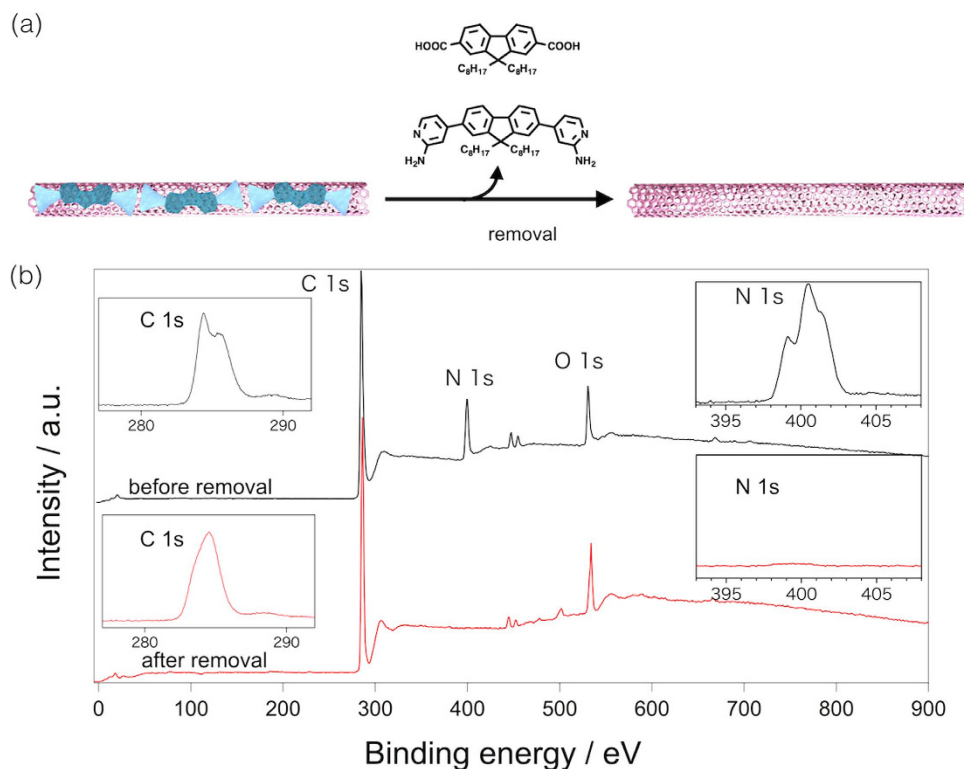 (a)
HOOC COOH
C8H17 C8H17
N N
C8H17 C8H17
H2N NH2
removal
(b)
C 1s
C 1s
280 290
N 1s
O 1s
N 1s
395 400 405
before removal
C 1s
280 290
after removal
N 1s
395 400 405
Intensity / a.u.
0 100 200 300 400 500 600 700 800 900
Binding energy / eV